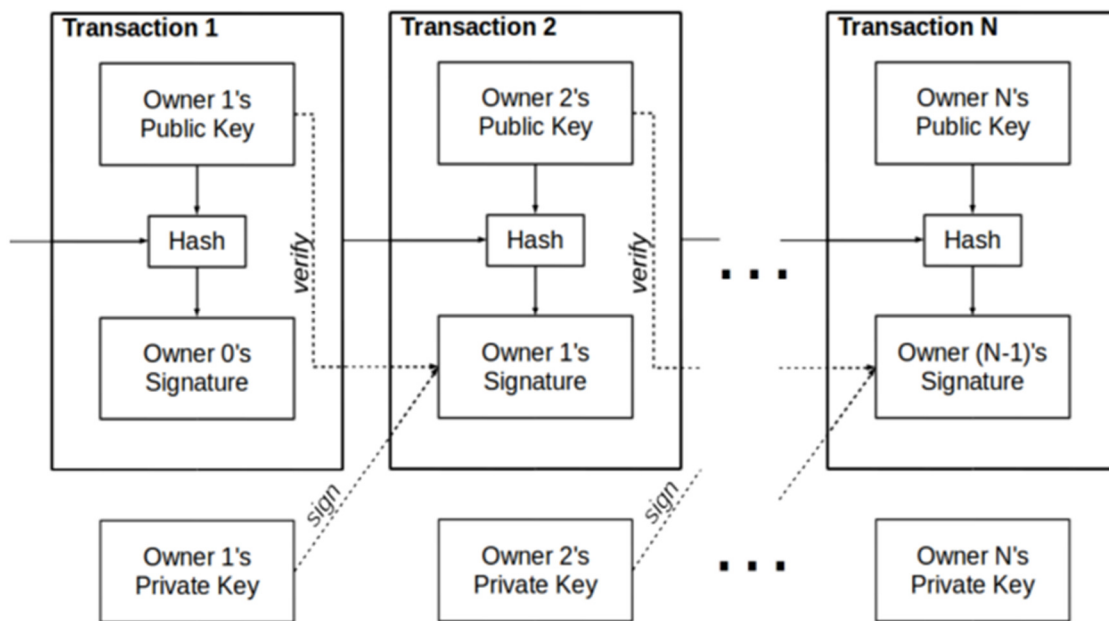 Transaction 1
Owner 1's
Public Key
Hash
verify
Owner 0's
Signature
sign
Owner 1's
Private Key
Transaction 2
Owner 2's
Public Key
Hash
verify
Owner 1's
Signature
sign
Owner 2's
Private Key
. . .
. . .
Transaction N
Owner N's
Public Key
Hash
Owner (N-1)'s
Signature
Owner N's
Private Key